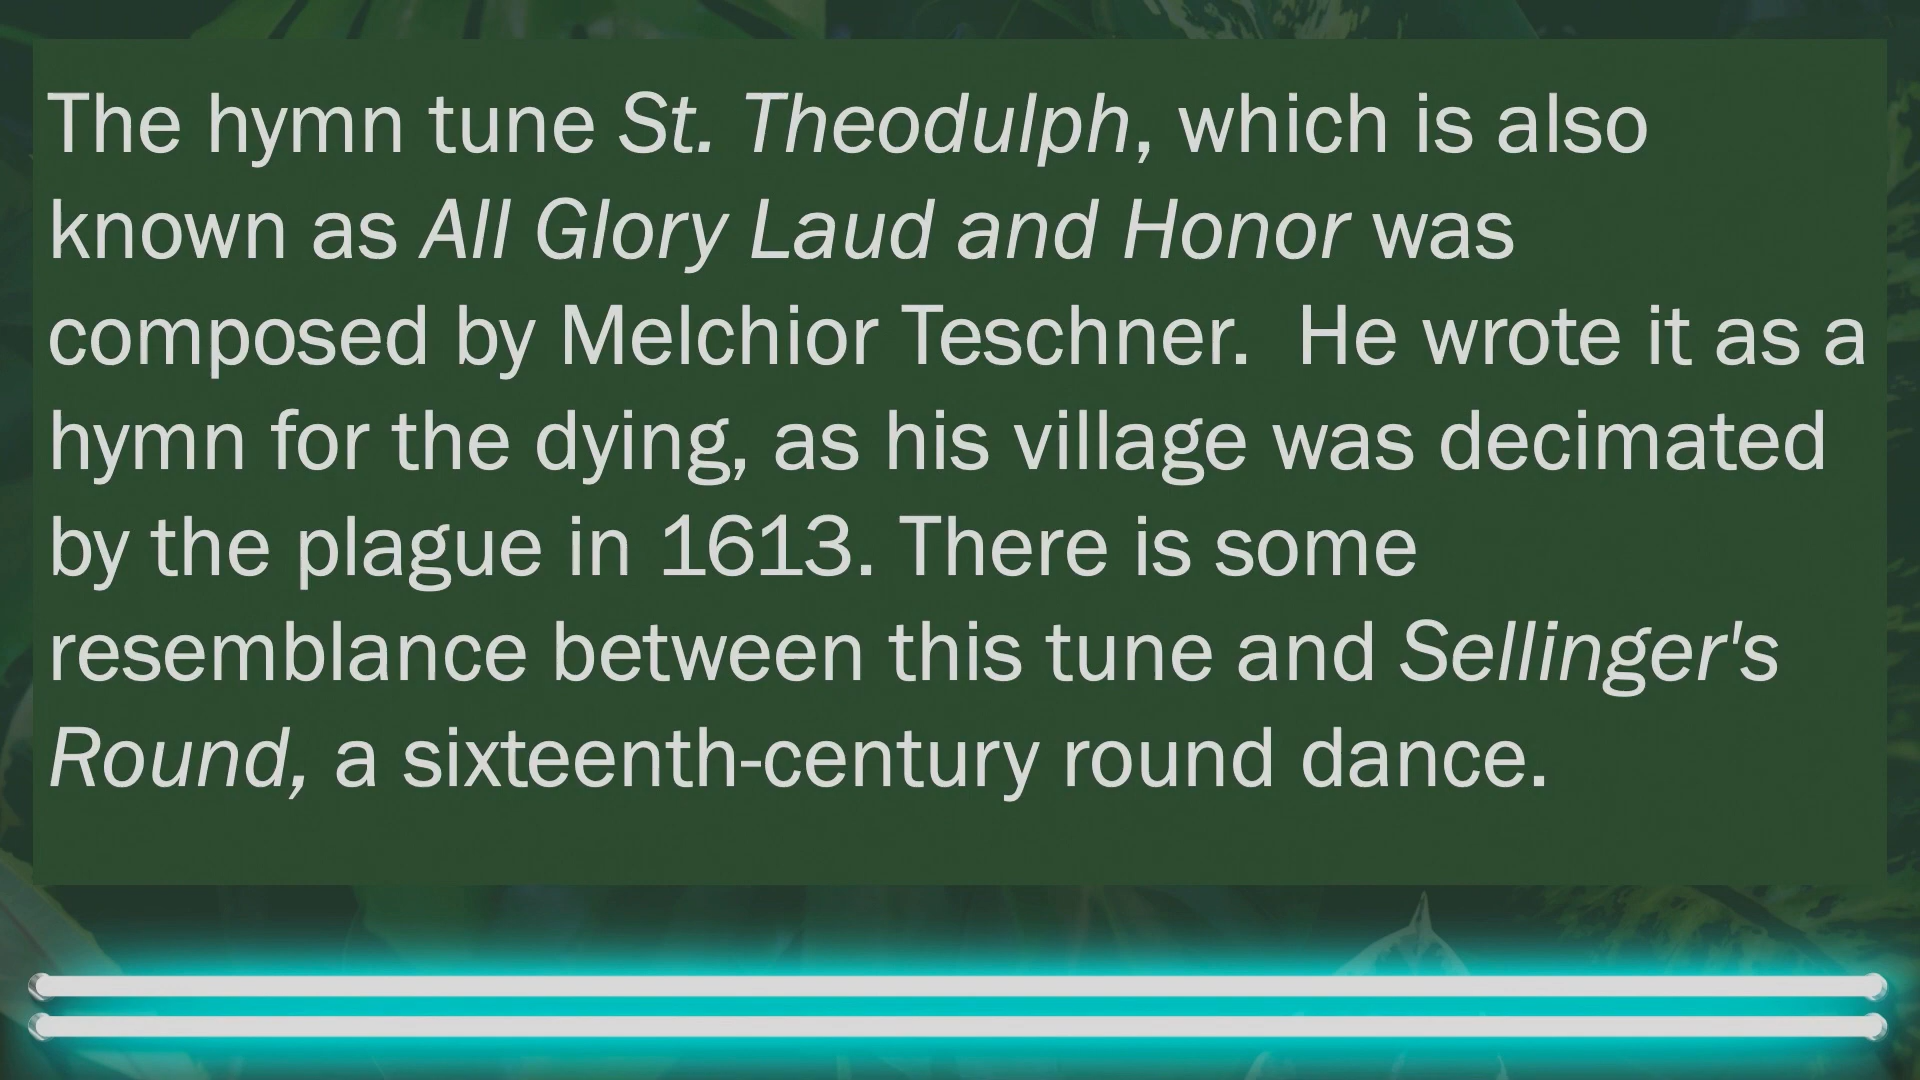 The hymn tune St. Theodulph, which is also
known as All Glory Laud and Honor was
composed by Melchior Teschner.  He wrote it as a
hymn for the dying, as his village was decimated
by the plague in 1613. There is some
resemblance between this tune and Sellinger's
Round, a sixteenth-century round dance.